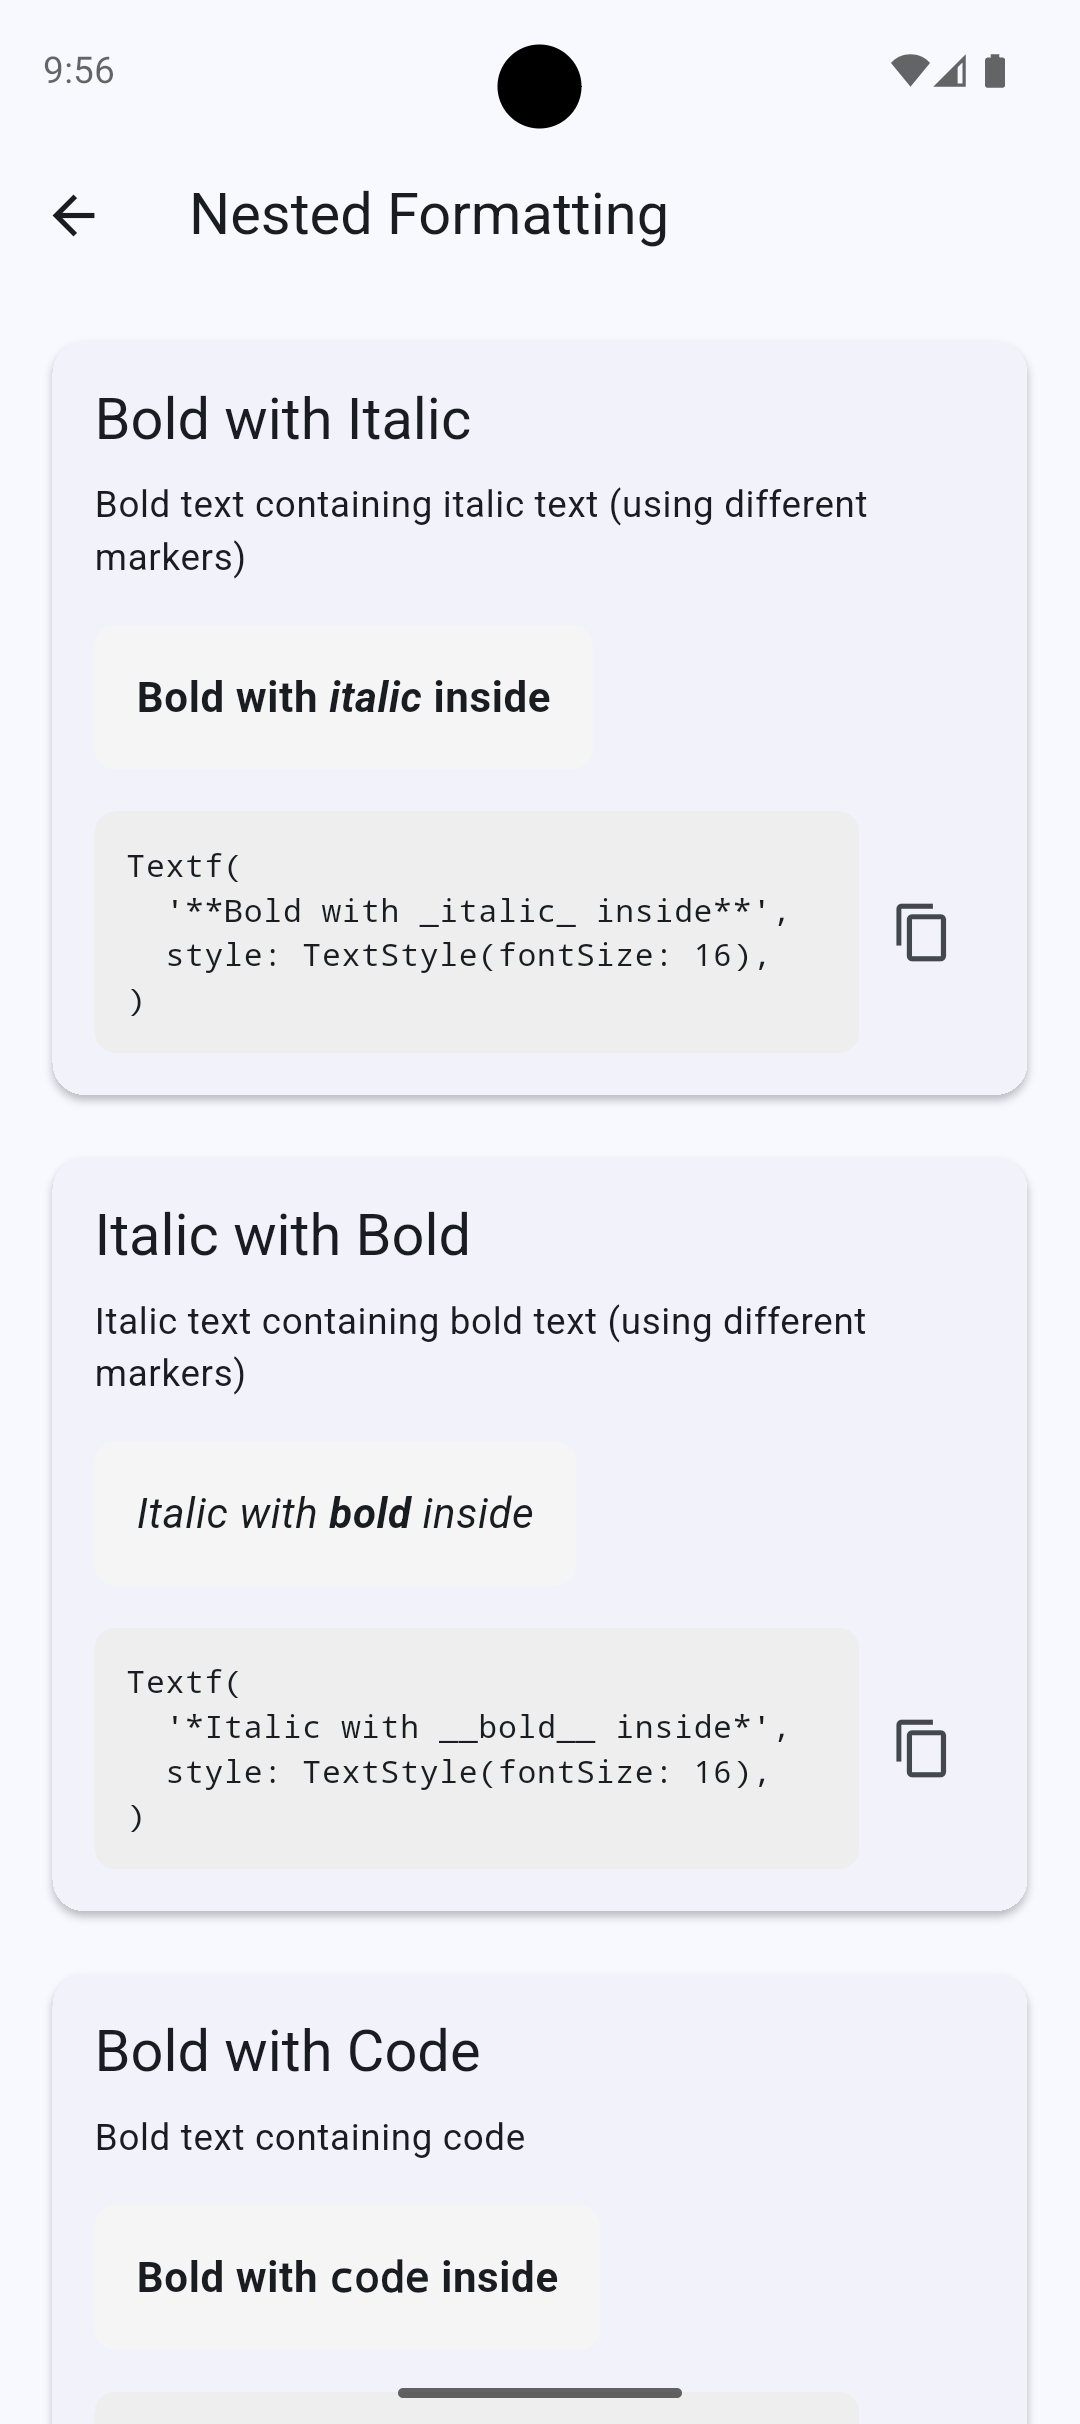 9:56
Nested Formatting
Bold with Italic
Bold text containing italic text (using different
markers)
Bold with italic inside
Textf(
  '**Bold with _italic_ inside**',
  style: TextStyle(fontSize: 16),
)
Italic with Bold
Italic text containing bold text (using different
markers)
Italic with bold inside
Textf(
  '*Italic with __bold__ inside*',
  style: TextStyle(fontSize: 16),
)
Bold with Code
Bold text containing code
Bold with code inside